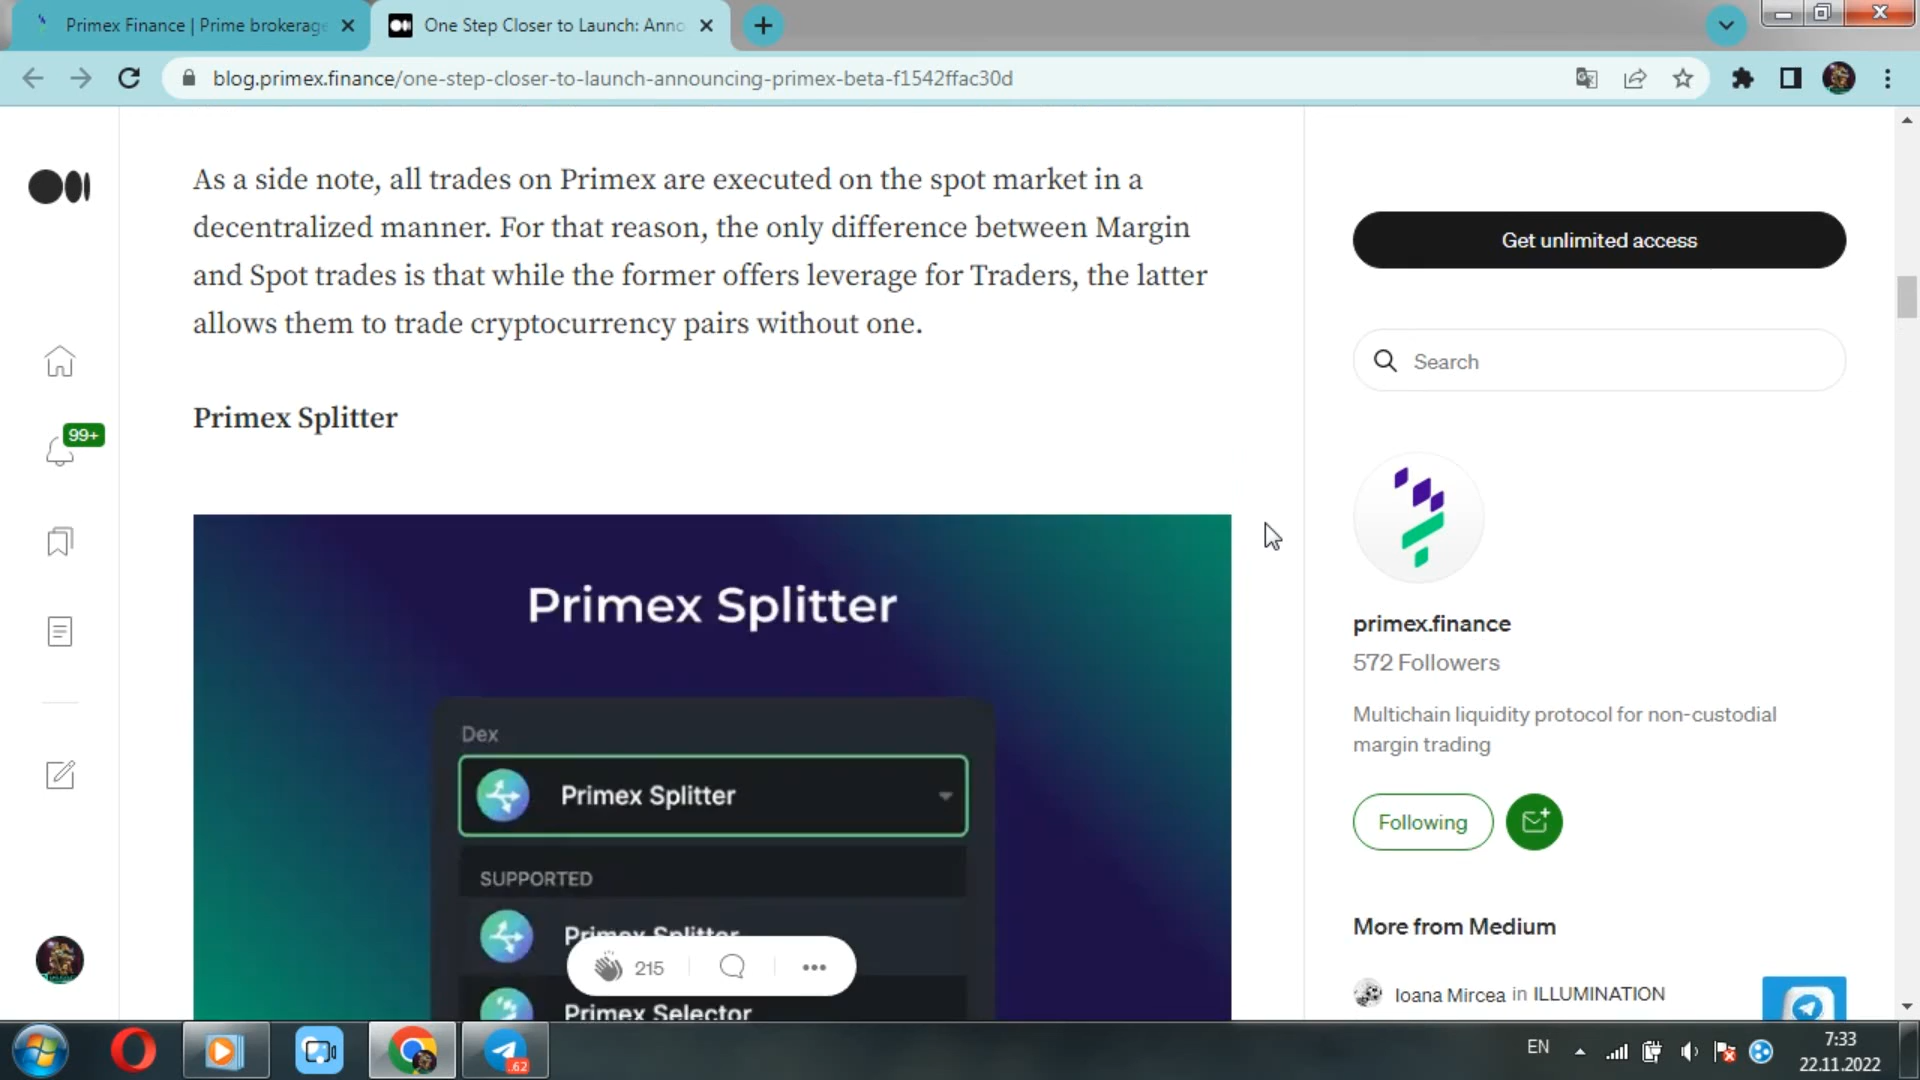 Primex Finance | Prime brokerage
One Step Closer to Launch: Anno
blog.primex.finance/one-step-closer-to-launch-announcing-primex-beta-f1542ffac30d
As a side note, all trades on Primex are executed on the spot market in a
decentralized manner. For that reason, the only difference between Margin
and Spot trades is that while the former offers leverage for Traders, the latter
allows them to trade cryptocurrency pairs without one.
Primex Splitter
Primex Splitter
Dex
Primex Splitter
SUPPORTED
Primex Splitter
Primex Selector
215
99+
Get unlimited access
Search
primex.finance
572 Followers
Multichain liquidity protocol for non-custodial
margin trading
Following
More from Medium
Ioana Mircea in ILLUMINATION
62
EN
7:33
22.11.2022